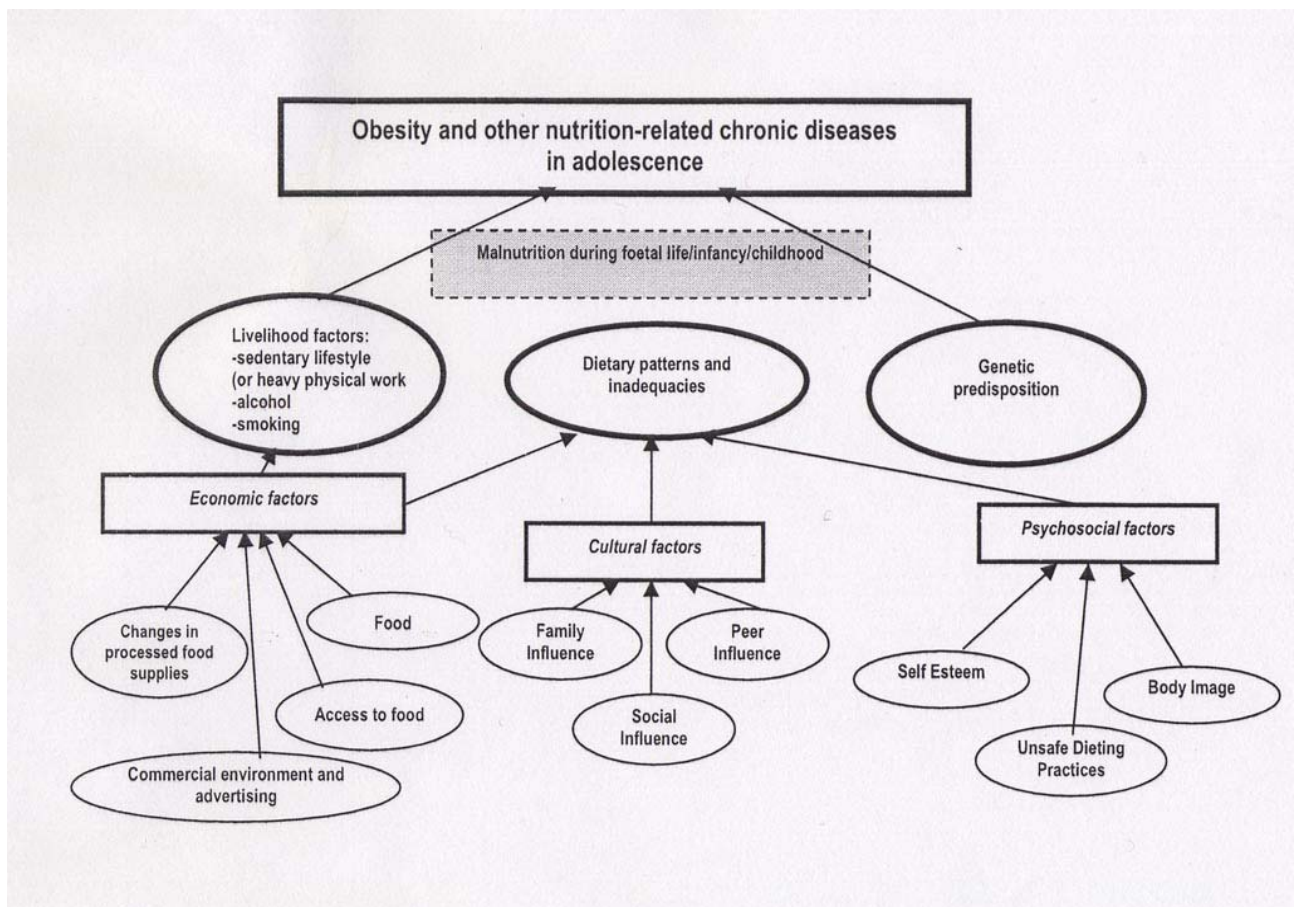 Obesity and other nutrition-related chronic diseases
in adolescence
Malnutrition during foetal life/infancy/childhood
Livelihood factors:
-sedentary lifestyle
(or heavy physical work
-alcohol
-smoking
Dietary patterns and
inadequacies
Genetic
predisposition
Economic factors
Cultural factors
Psychosocial factors
Changes in
processed food
supplies
Food
Access to food
Commercial environment and
advertising
Family
Influence
Peer
Influence
Social
Influence
Self Esteem
Body Image
Unsafe Dieting
Practices